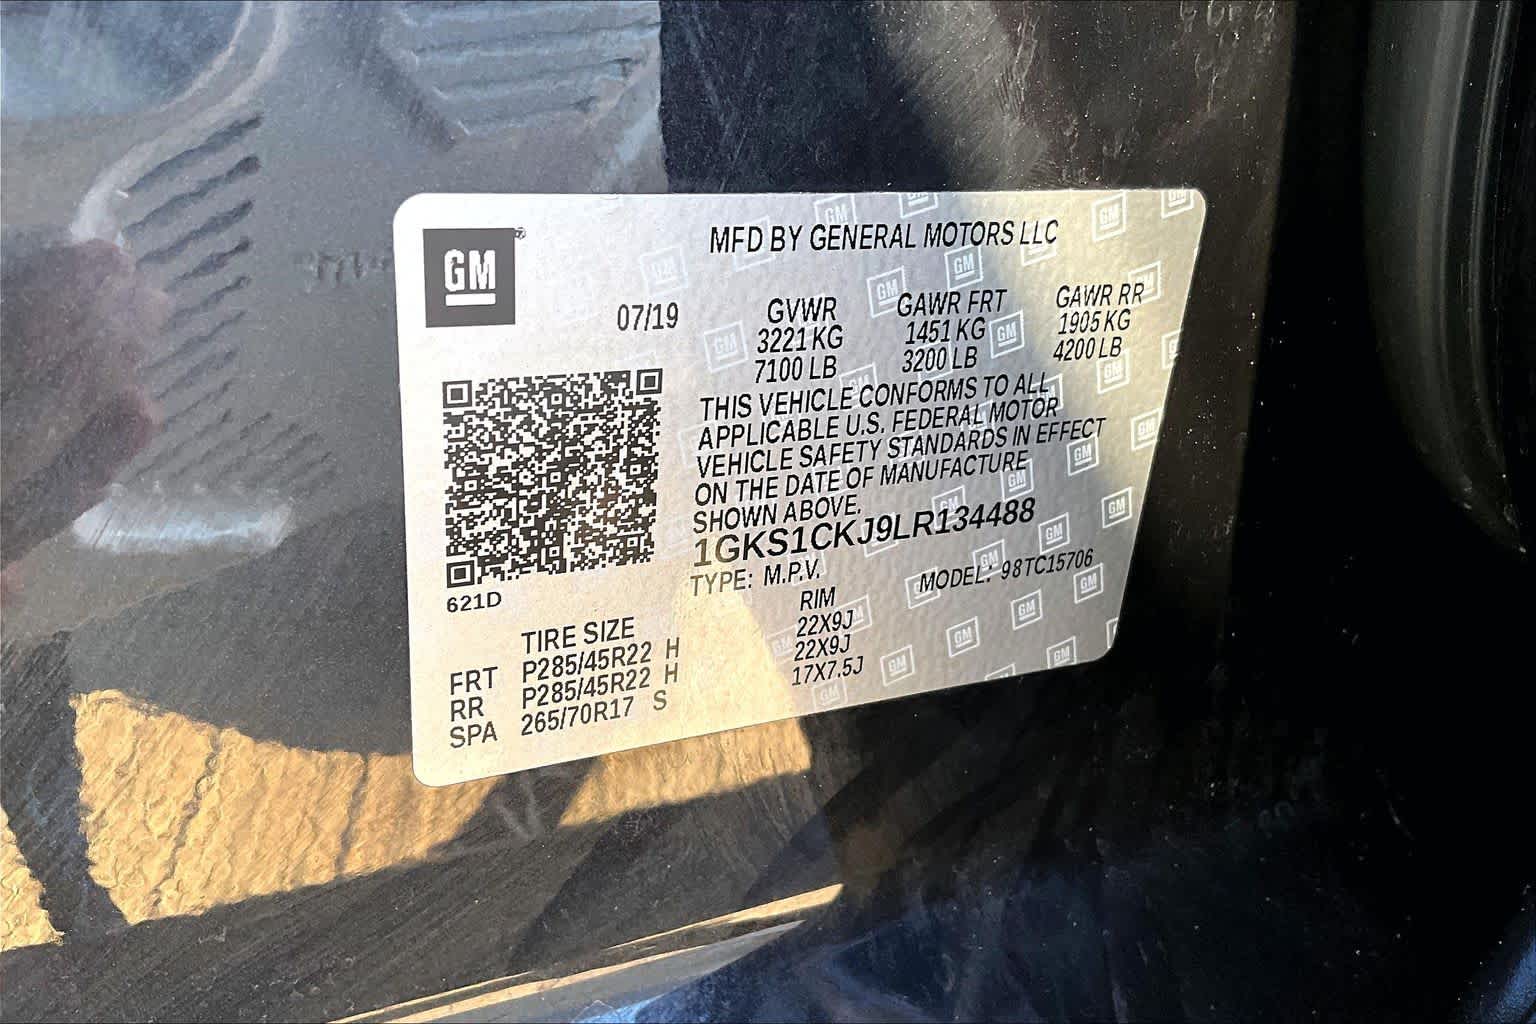 GM
MFD BY GENERAL MOTORS LLC
07/19
GVWR GAWR FRT GAWR RR
3221 KG 1451 KG 1905 KG
7100 LB 3200 LB 4200 LB
THIS VEHICLE CONFORMS TO ALL
APPLICABLE U.S. FEDERAL MOTOR
VEHICLE SAFETY STANDARDS IN EFFECT
ON THE DATE OF MANUFACTURE
SHOWN ABOVE.
1GKS1CKJ9LR134488
TYPE: M.P.V. MODEL: 98TC15706
621D
TIRE SIZE RIM
FRT P285/45R22 H 22X9J
RR P285/45R22 H 22X9J
SPA 265/70R17 S 17X7.5J